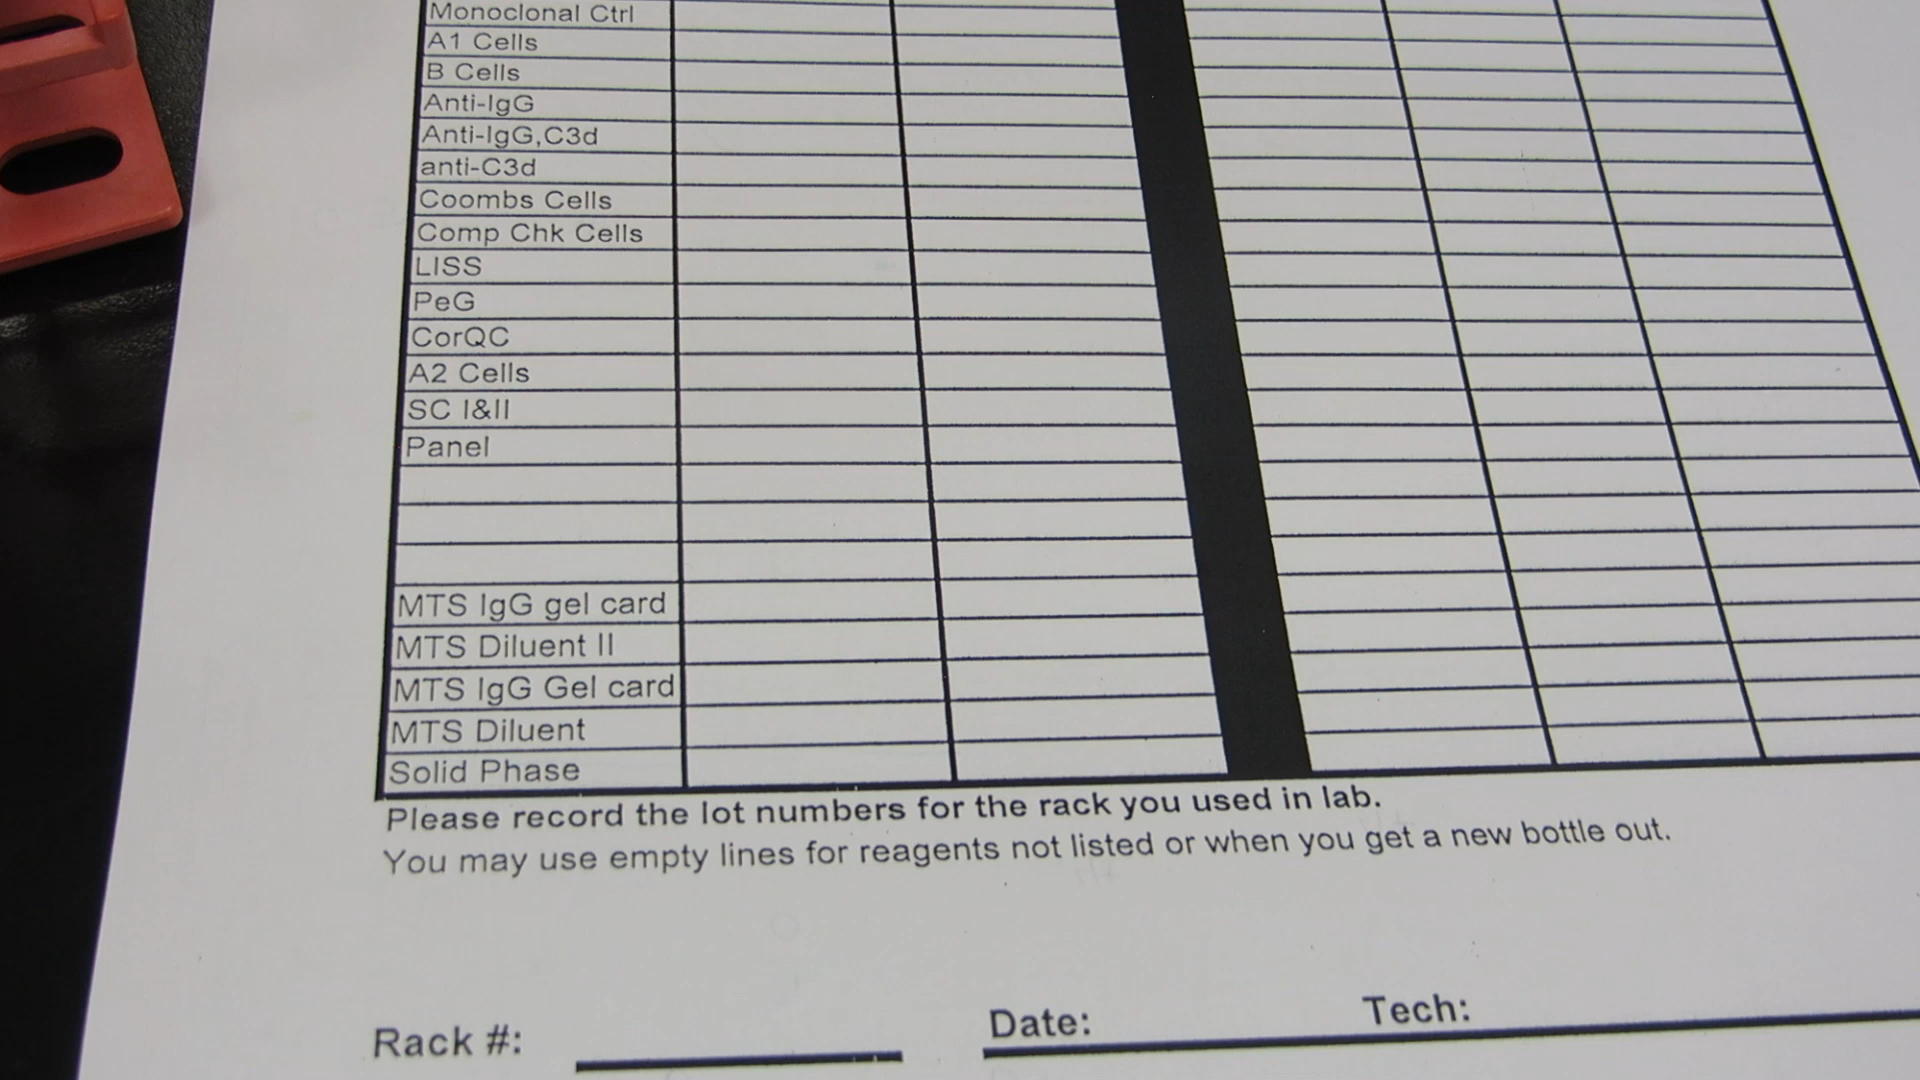 Monoclonal Ctrl
A1 Cells
B Cells
Anti-IgG
Anti-IgG,C3d
anti-C3d
Coombs Cells
Comp Chk Cells
LISS
PeG
CorQC
A2 Cells
SC I&II
Panel
MTS IgG gel card
MTS Diluent II
MTS IgG Gel card
MTS Diluent
Solid Phase
Please record the lot numbers for the rack you used in lab.
You may use empty lines for reagents not listed or when you get a new bottle out.
Rack #: Date: Tech: